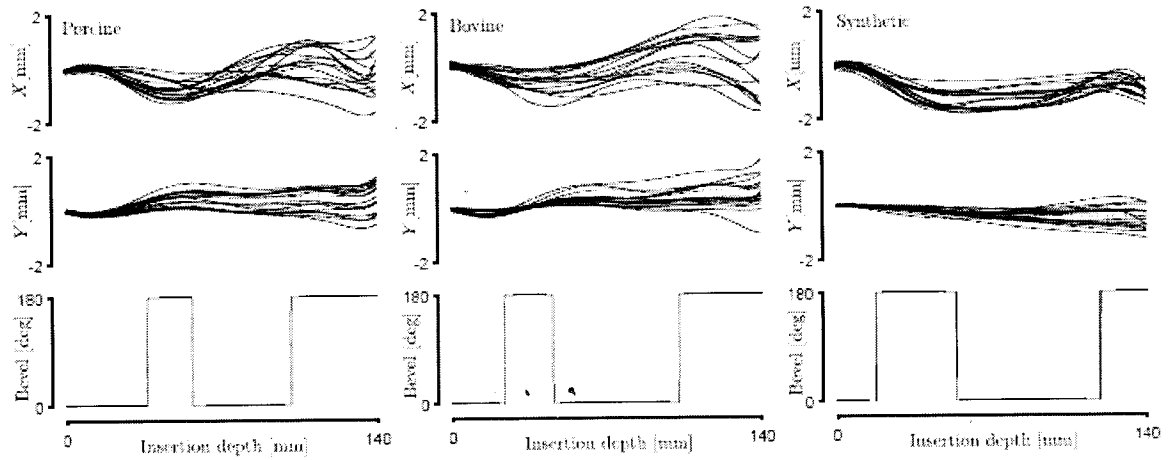 Porcine
2
X [mm]
-2
2
Y [mm]
-2
180
Bevel [deg]
0
0
Insertion depth [mm]
140
Bovine
2
X [mm]
-2
2
Y [mm]
-2
180
Bevel [deg]
0
0
Insertion depth [mm]
140
Synthetic
2
X [mm]
-2
2
Y [mm]
-2
180
Bevel [deg]
0
0
Insertion depth [mm]
140